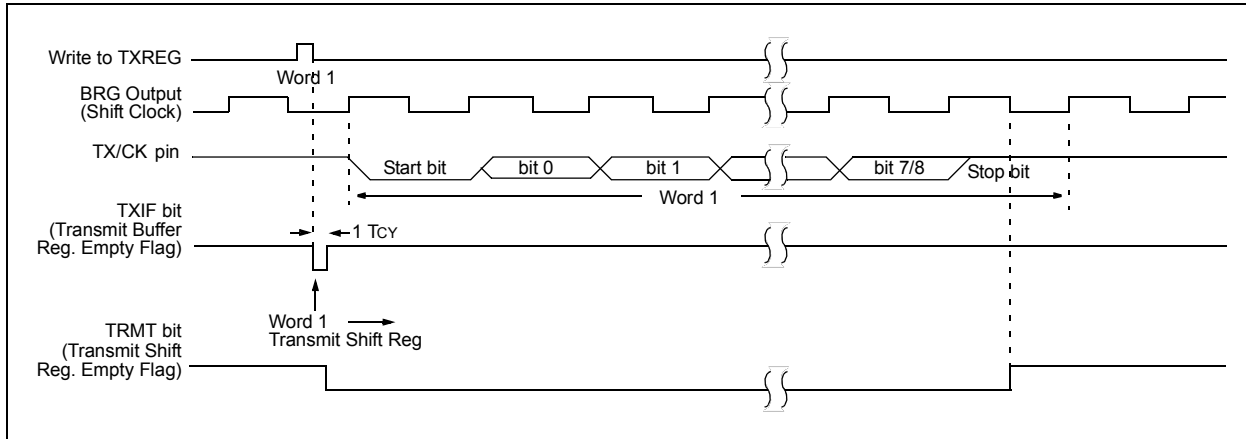 Write to TXREG
Word 1
BRG Output
(Shift Clock)
TX/CK pin
Start bit
bit 0
bit 1
bit 7/8
Stop bit
Word 1
TXIF bit
(Transmit Buffer
Reg. Empty Flag)
1 TCY
Word 1
Transmit Shift Reg
TRMT bit
(Transmit Shift
Reg. Empty Flag)